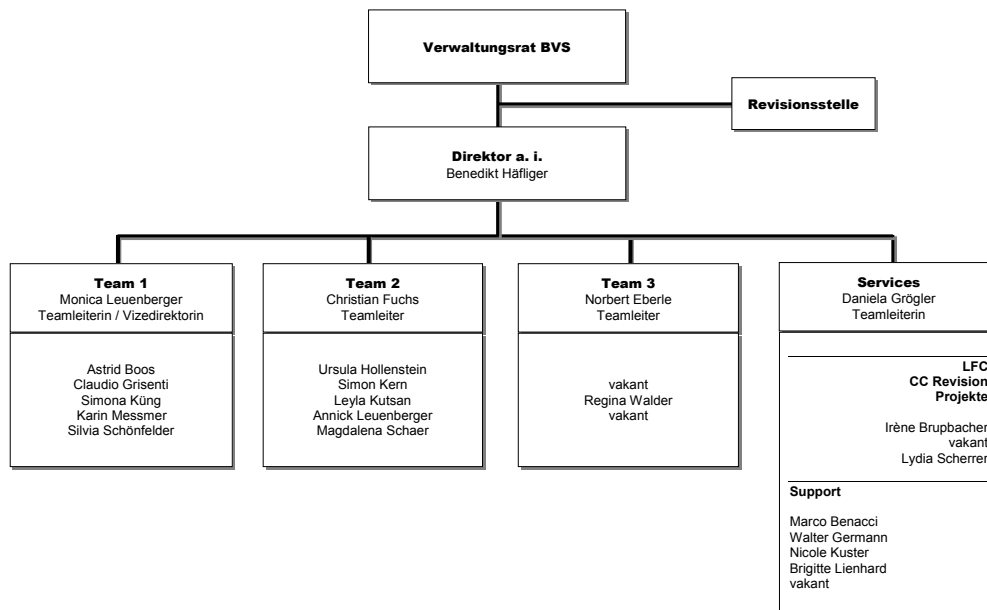 Verwaltungsrat BVS
Revisionsstelle
Direktor a. i.
Benedikt Häfliger
Team 1
Monica Leuenberger
Teamleiterin / Vizedirektorin
Astrid Boos
Claudio Grisenti
Simona Küng
Karin Messmer
Silvia Schönfelder
Team 2
Christian Fuchs
Teamleiter
Ursula Hollenstein
Simon Kern
Leyla Kutsan
Annick Leuenberger
Magdalena Schaer
Team 3
Norbert Eberle
Teamleiter
vakant
Regina Walder
vakant
Services
Daniela Grögler
Teamleiterin
LFC
CC Revision
Projekte
Irène Brupbacher
vakant
Lydia Scherrer
Support
Marco Benacci
Walter Germann
Nicole Kuster
Brigitte Lienhard
vakant